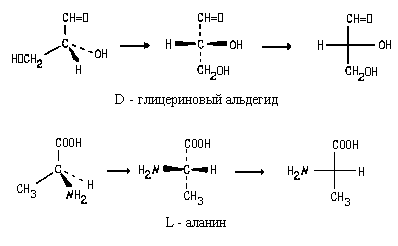 CH=O CH=O CH=O
C OH H C OH H OH
HOCH₂ H CH₂OH CH₂OH
D - глицериновый альдегид
COOH COOH COOH
C H H₂N C H H₂N H
CH₃ NH₂ CH₃ CH₃
L - аланин